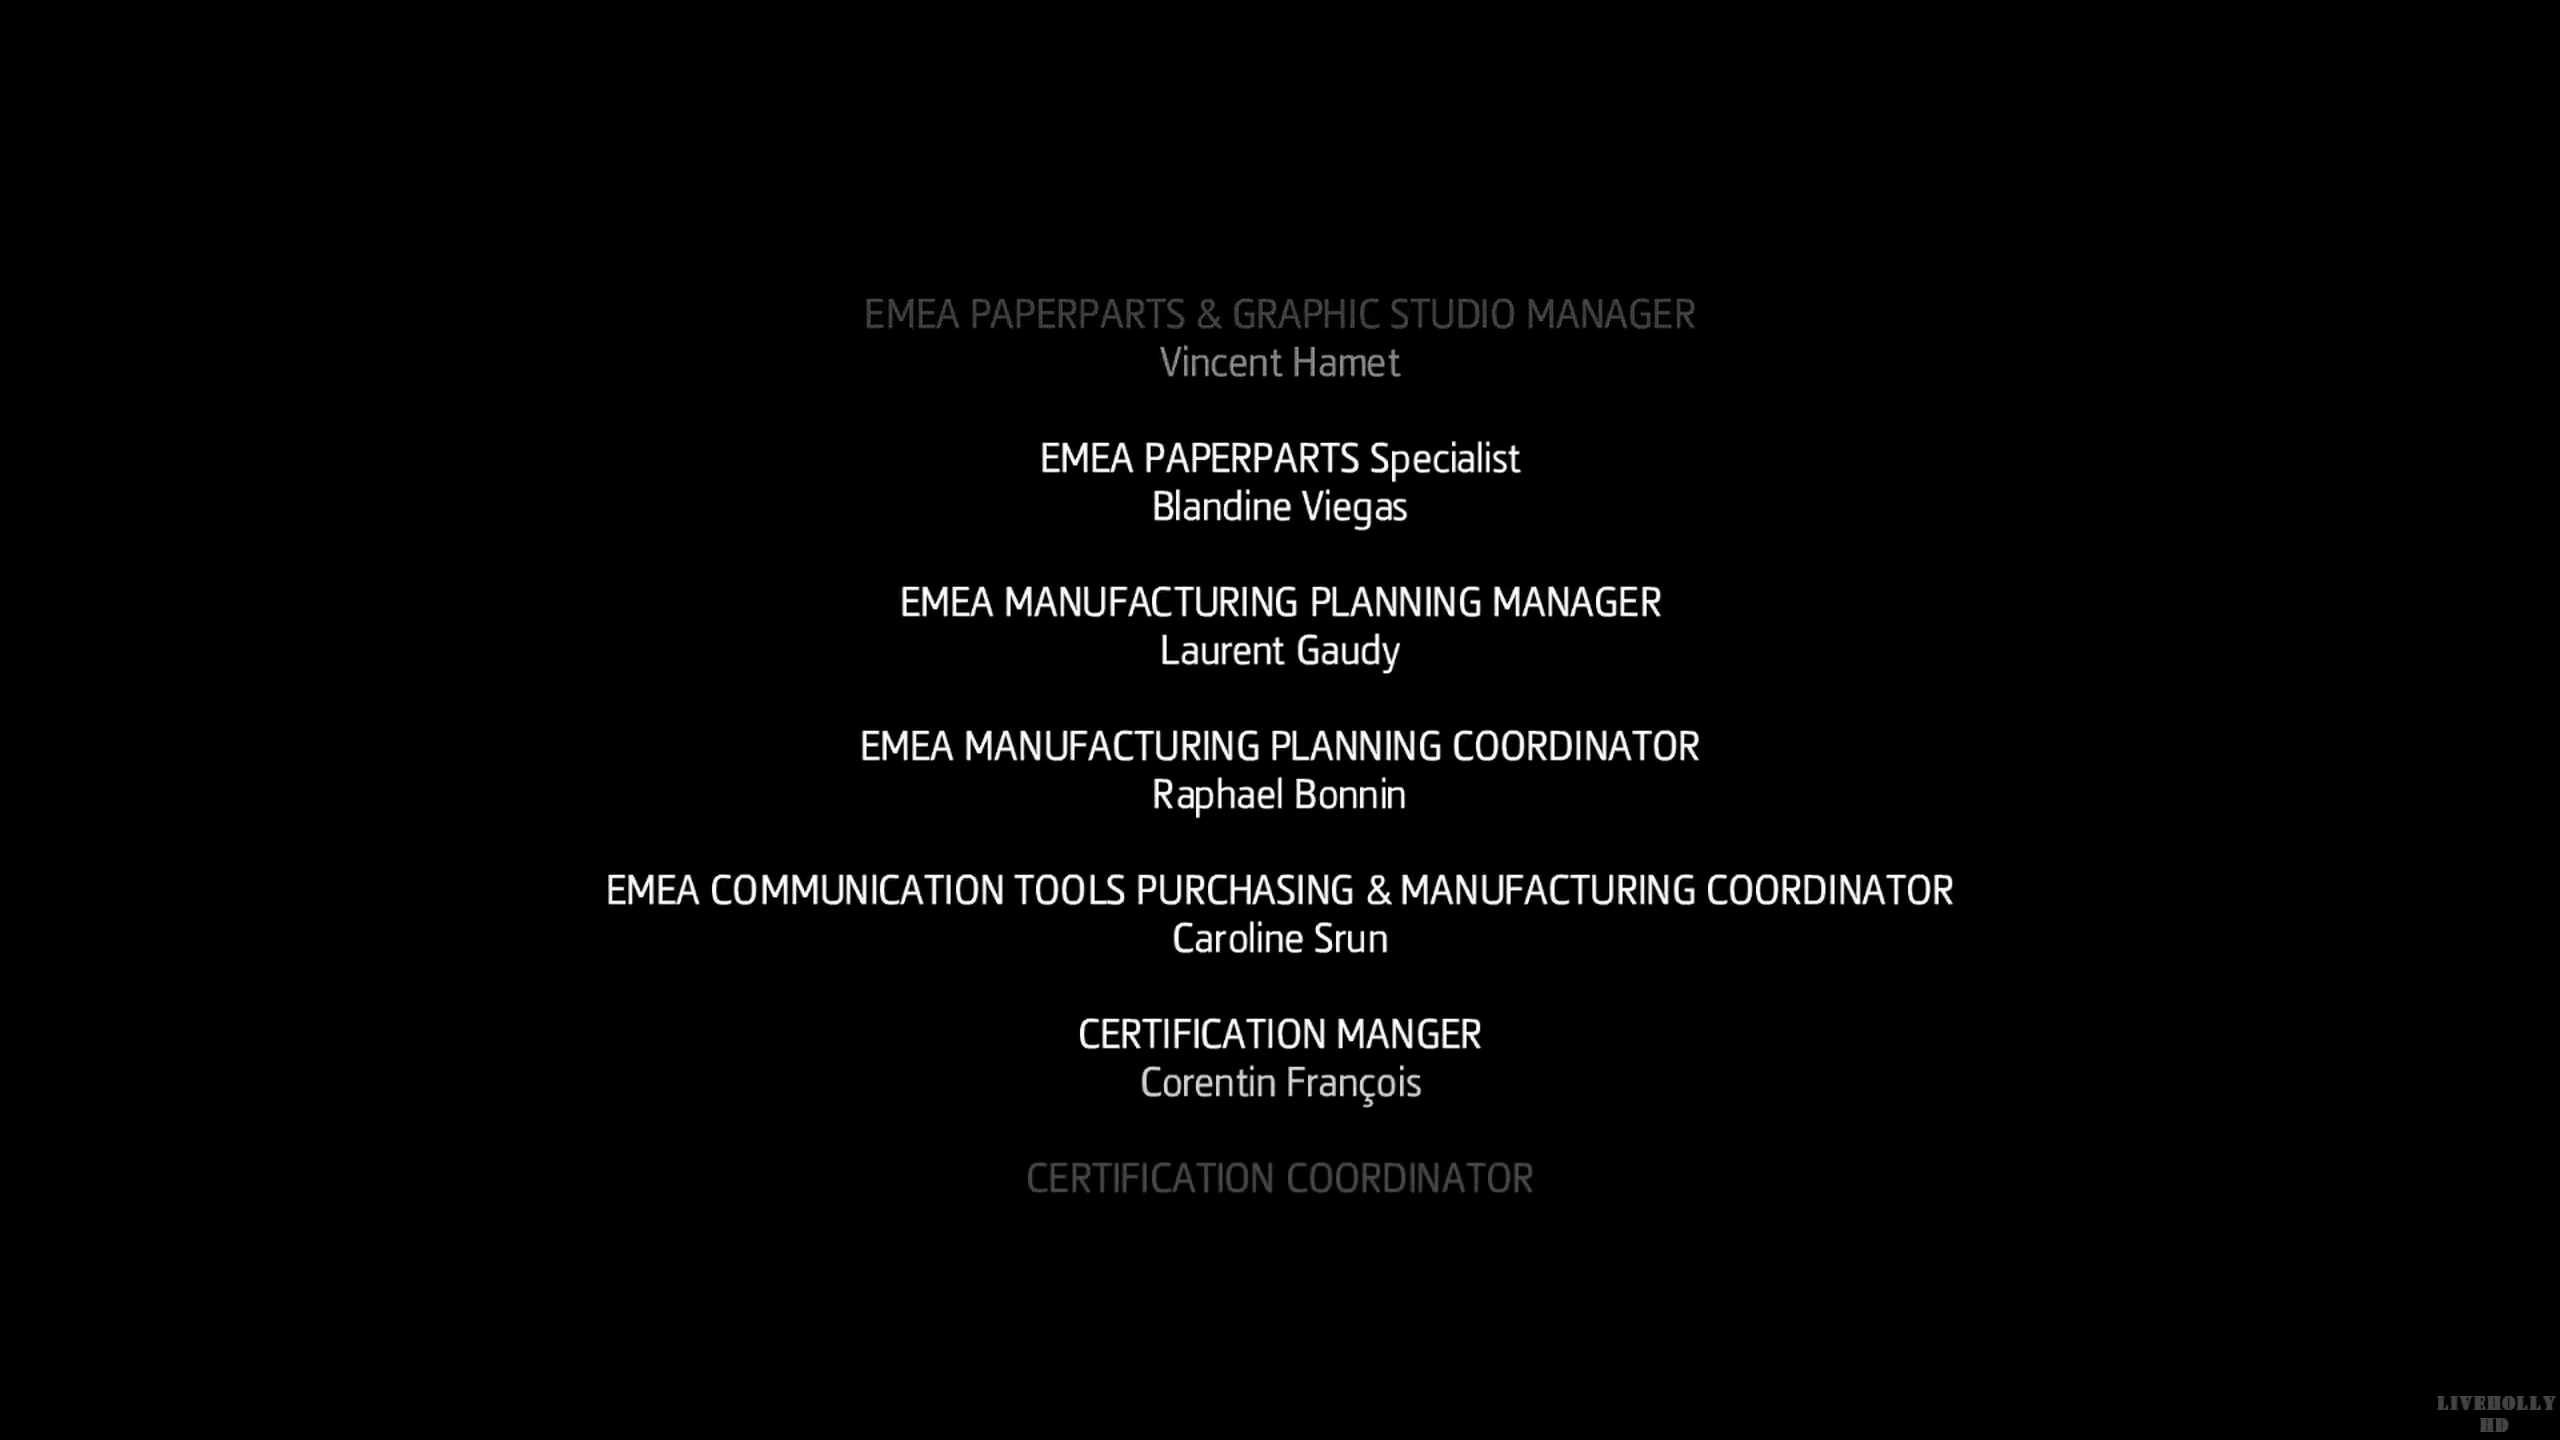 EMEA PAPERPARTS & GRAPHIC STUDIO MANAGER
Vincent Hamet
EMEA PAPERPARTS Specialist
Blandine Viegas
EMEA MANUFACTURING PLANNING MANAGER
Laurent Gaudy
EMEA MANUFACTURING PLANNING COORDINATOR
Raphael Bonnin
EMEA COMMUNICATION TOOLS PURCHASING & MANUFACTURING COORDINATOR
Caroline Srun
CERTIFICATION MANGER
Corentin François
CERTIFICATION COORDINATOR
LIVEHOLLY
HD